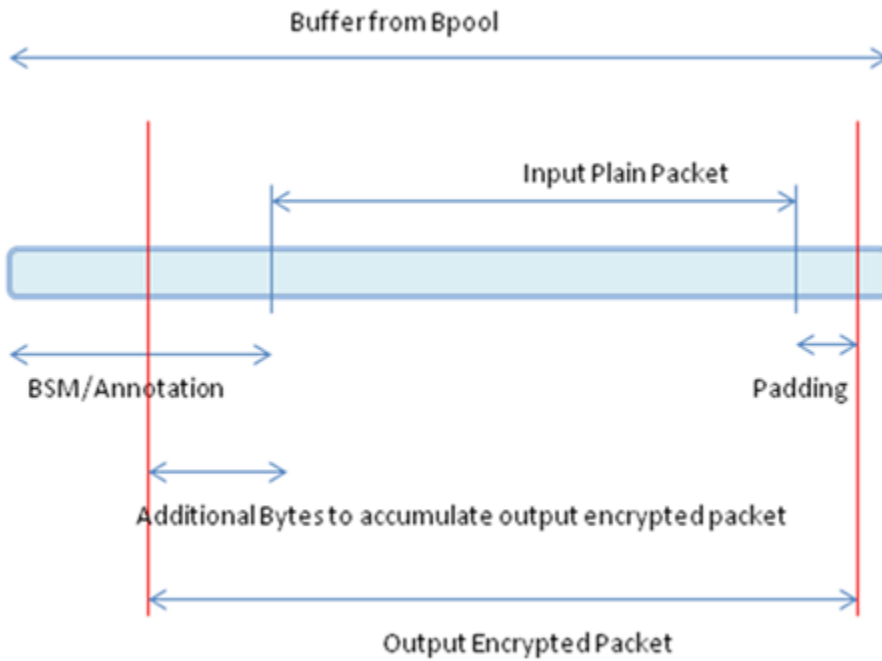 Buffer from Bpool
Input Plain Packet
BSM/Annotation
Padding
Additional Bytes to accumulate output encrypted packet
Output Encrypted Packet